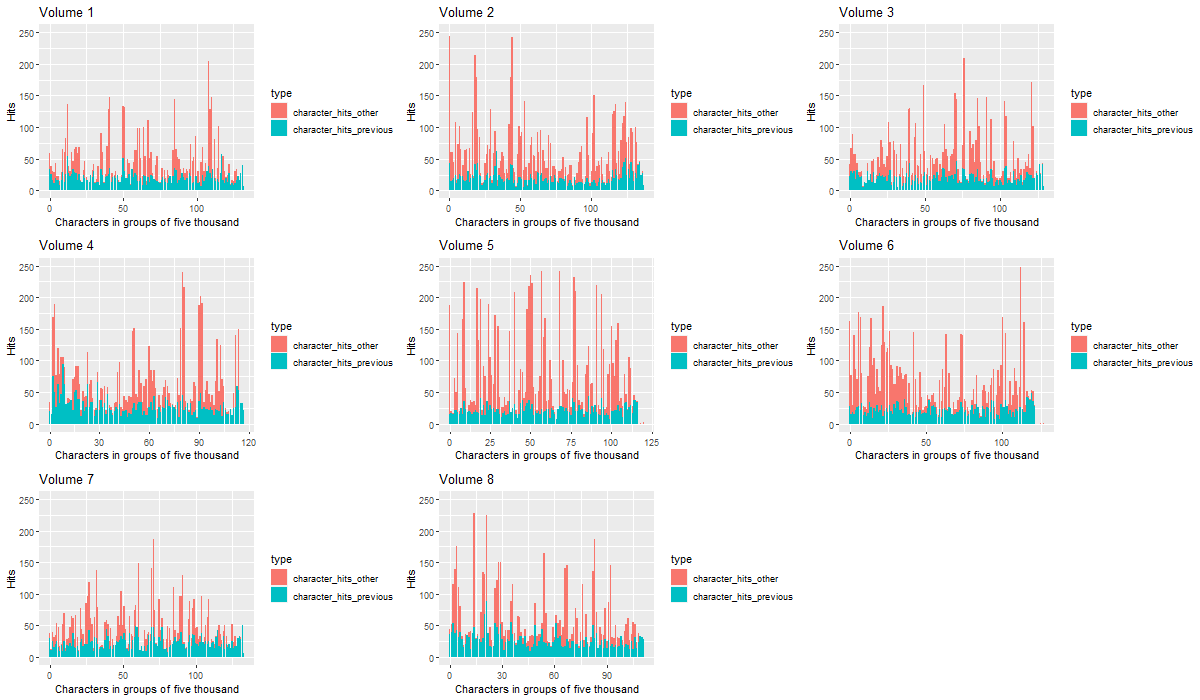 Volume 1
250
200
150
100
50
0
Hits
0 50 100
Characters in groups of five thousand
type
character_hits_other
character_hits_previous
Volume 2
250
200
150
100
50
0
Hits
0 50 100
Characters in groups of five thousand
type
character_hits_other
character_hits_previous
Volume 3
250
200
150
100
50
0
Hits
0 50 100
Characters in groups of five thousand
type
character_hits_other
character_hits_previous
Volume 4
250
200
150
100
50
0
Hits
0 30 60 90 120
Characters in groups of five thousand
type
character_hits_other
character_hits_previous
Volume 5
250
200
150
100
50
0
Hits
0 25 50 75 100 125
Characters in groups of five thousand
type
character_hits_other
character_hits_previous
Volume 6
250
200
150
100
50
0
Hits
0 50 100
Characters in groups of five thousand
type
character_hits_other
character_hits_previous
Volume 7
250
200
150
100
50
0
Hits
0 50 100
Characters in groups of five thousand
type
character_hits_other
character_hits_previous
Volume 8
250
200
150
100
50
0
Hits
0 30 60 90
Characters in groups of five thousand
type
character_hits_other
character_hits_previous